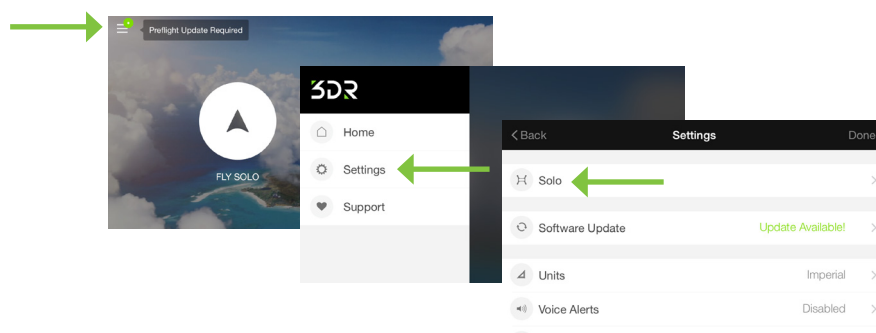 Preflight Update Required
FLY SOLO
3DR
Home
Settings
Support
Back Settings Done
Solo
Software Update Update Available!
Units Imperial
Voice Alerts Disabled